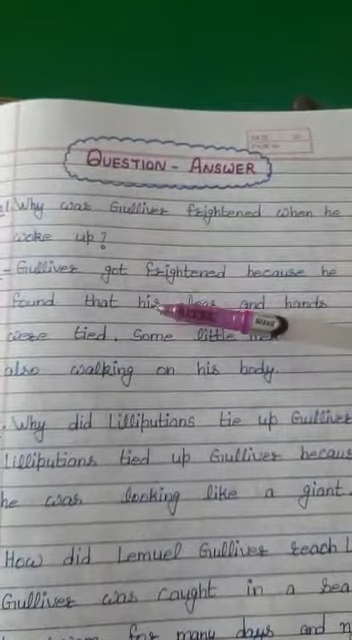 QUESTION - ANSWER
1. Why was Gulliver frightened when he
woke up?
- Gulliver got frightened because he
found that his and hands
were tied. Some little
also walking on his body.
. Why did Lilliputians tie up Gulliver
Lilliputians tied up Gulliver becaus
he was looking like a giant.
How did Lemuel Gulliver reach L
Gulliver was caught in a sea
for many days and n